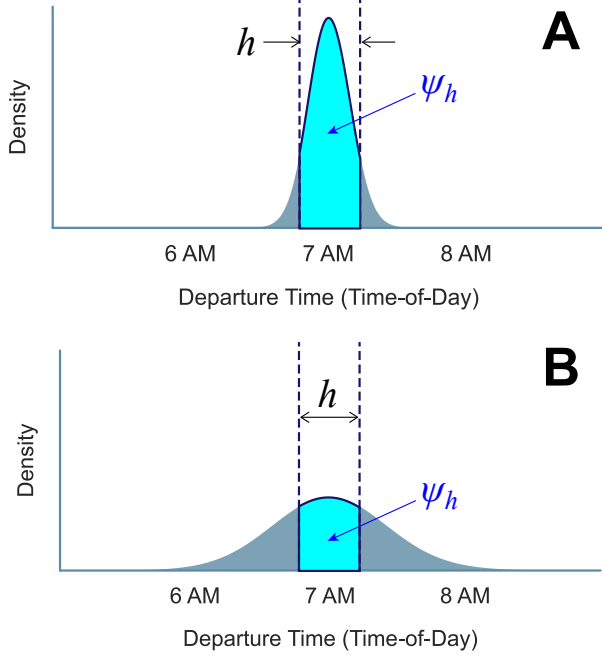 A
h
ψh
Density
6 AM 7 AM 8 AM
Departure Time (Time-of-Day)
B
h
ψh
Density
6 AM 7 AM 8 AM
Departure Time (Time-of-Day)